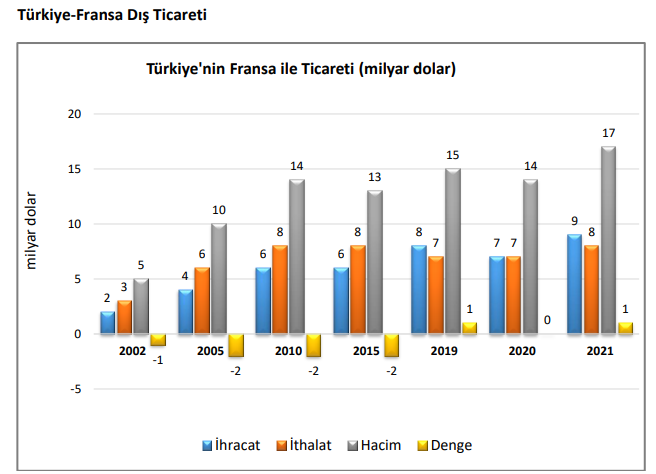 Türkiye-Fransa Dış Ticareti
Türkiye'nin Fransa ile Ticareti (milyar dolar)
milyar dolar
20
15
10
5
0
-5
2 3 5 -1
4 6 10 -2
6 8 14 -2
6 8 13 -2
8 7 15 1
7 7 14 0
9 8 17 1
2002 2005 2010 2015 2019 2020 2021
İhracat İthalat Hacim Denge